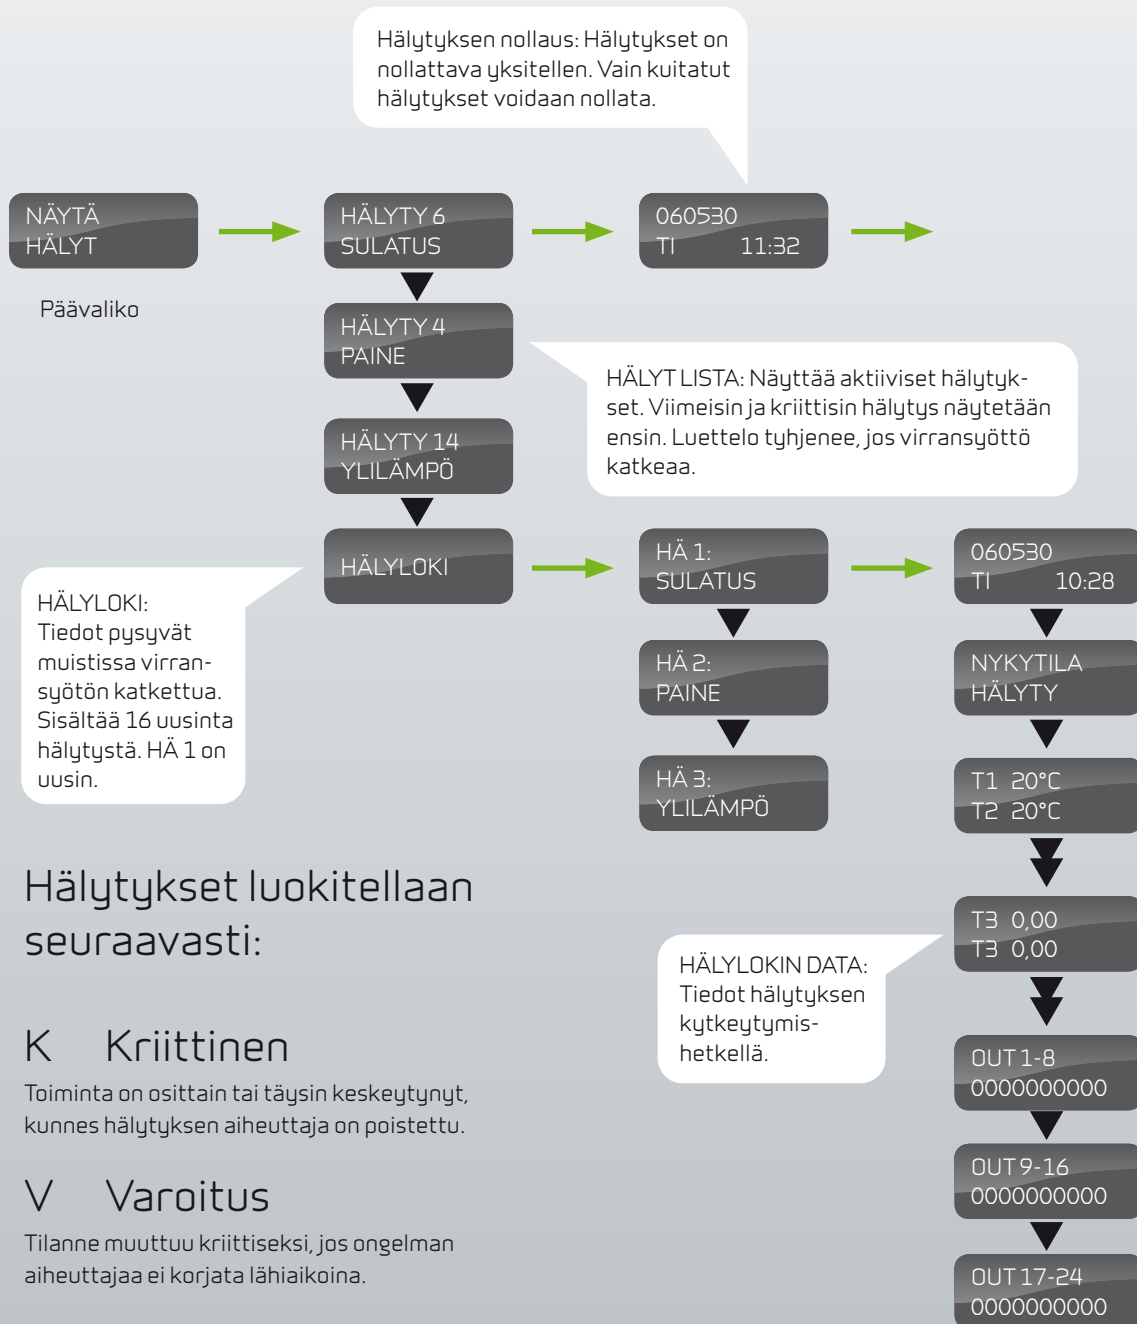 Hälytyksen nollaus: Hälytykset on
nollattava yksitellen. Vain kuitatut
hälytykset voidaan nollata.
NÄYTÄ
HÄLYT
HÄLYTY 6
SULATUS
060530
TI 11:32
Päävaliko
HÄLYTY 4
PAINE
HÄLYT LISTA: Näyttää aktiiviset hälytyk-
set. Viimeisin ja kriittisin hälytys näytetään
ensin. Luettelo tyhjenee, jos virransyöttö
katkeaa.
HÄLYTY 14
YLILÄMPÖ
HÄLYLOKI
HÄ 1:
SULATUS
060530
TI 10:28
HÄLYLOKI:
Tiedot pysyvät
muistissa virran-
syötön katkettua.
Sisältää 16 uusinta
hälytystä. HÄ 1 on
uusin.
HÄ 2:
PAINE
NYKYTILA
HÄLYTY
HÄ 3:
YLILÄMPÖ
T1 20°C
T2 20°C
T3 0,00
T3 0,00
HÄLYLOKIN DATA:
Tiedot hälytyksen
kytkeytymis-
hetkellä.
OUT 1-8
0000000000
OUT 9-16
0000000000
OUT 17-24
0000000000
Hälytykset luokitellaan
seuraavasti:
K Kriittinen
Toiminta on osittain tai täysin keskeytynyt,
kunnes hälytyksen aiheuttaja on poistettu.
V Varoitus
Tilanne muuttuu kriittiseksi, jos ongelman
aiheuttajaa ei korjata lähiaikoina.